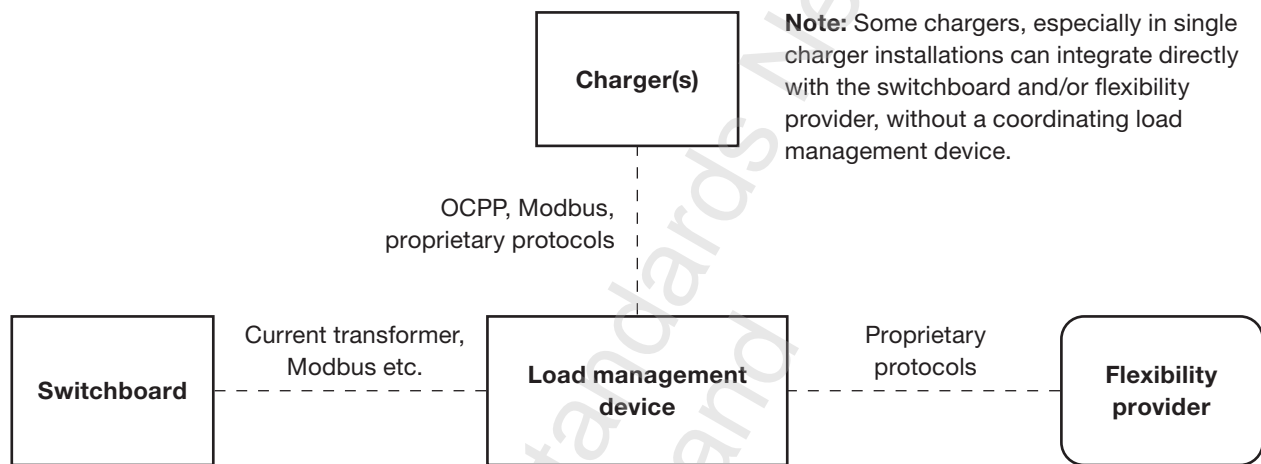 Note: Some chargers, especially in single
charger installations can integrate directly
with the switchboard and/or flexibility
provider, without a coordinating load
management device.
Charger(s)
OCPP, Modbus,
proprietary protocols
Switchboard
Current transformer,
Modbus etc.
Load management
device
Proprietary
protocols
Flexibility
provider